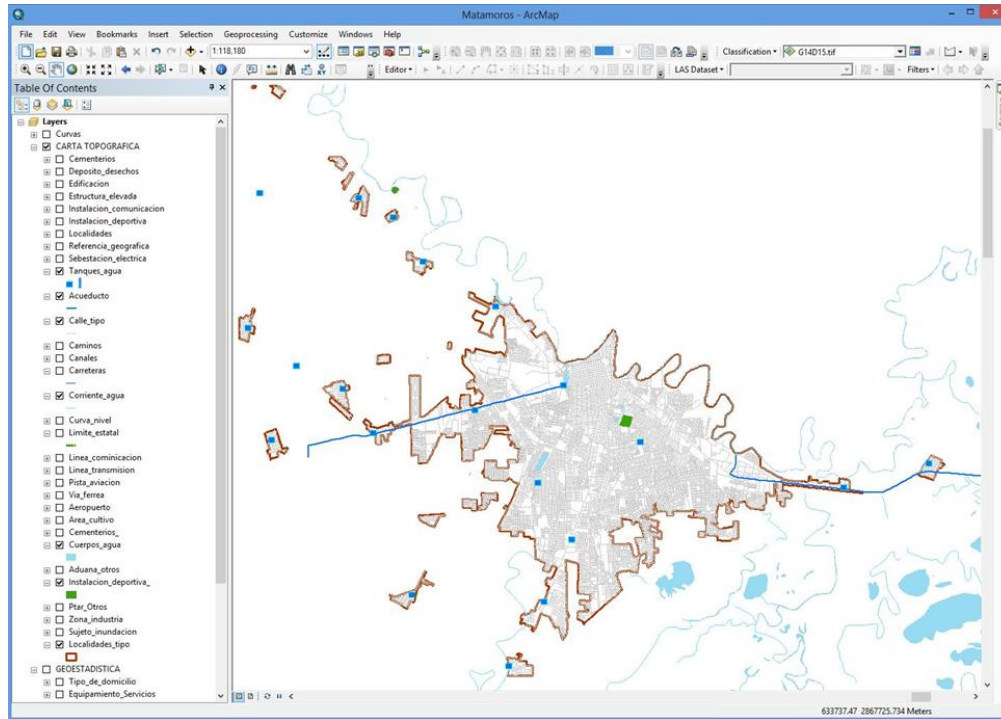 Matamoros - ArcMap
File Edit View Bookmarks Insert Selection Geoprocessing Customize Windows Help
1:118,180
Classification
G14D15.tif
Editor
LAS Dataset
Filters
Table Of Contents
Layers
Curvas
CARTA TOPOGRAFICA
Cementerios
Deposito_desechos
Edificacion
Estructura_elevada
Instalacion_comunicacion
Instalacion_deportiva
Localidades
Referencia_geografica
Sebestacion_electrica
Tanques_agua
Acueducto
Calle_tipo
Caminos
Canales
Carreteras
Corriente_agua
Curva_nivel
Limite_estatal
Linea_cominicacion
Linea_transmision
Pista_aviacion
Via_ferrea
Aeropuerto
Area_cultivo
Cementerios_
Cuerpos_agua
Aduana_otros
Instalacion_deportiva_
Ptar_Otros
Zona_industria
Sujeto_inundacion
Localidades_tipo
GEOESTADISTICA
Tipo_de_domicilio
Equipamiento_Servicios
633737.47 2867725.734 Meters